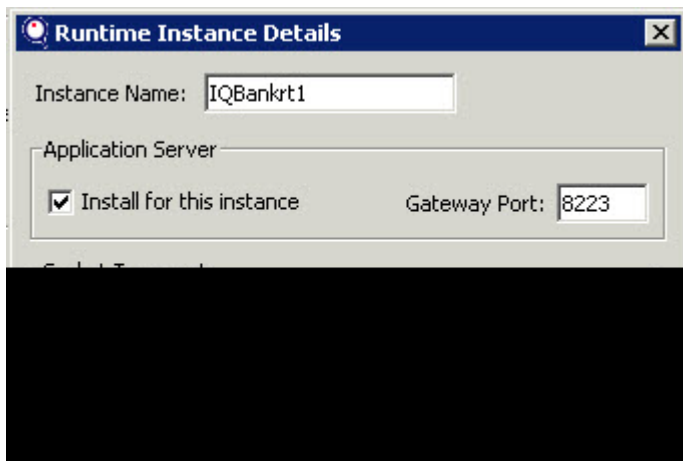 Runtime Instance Details
Instance Name: IQBankrt1
Application Server
Install for this instance Gateway Port: 8223